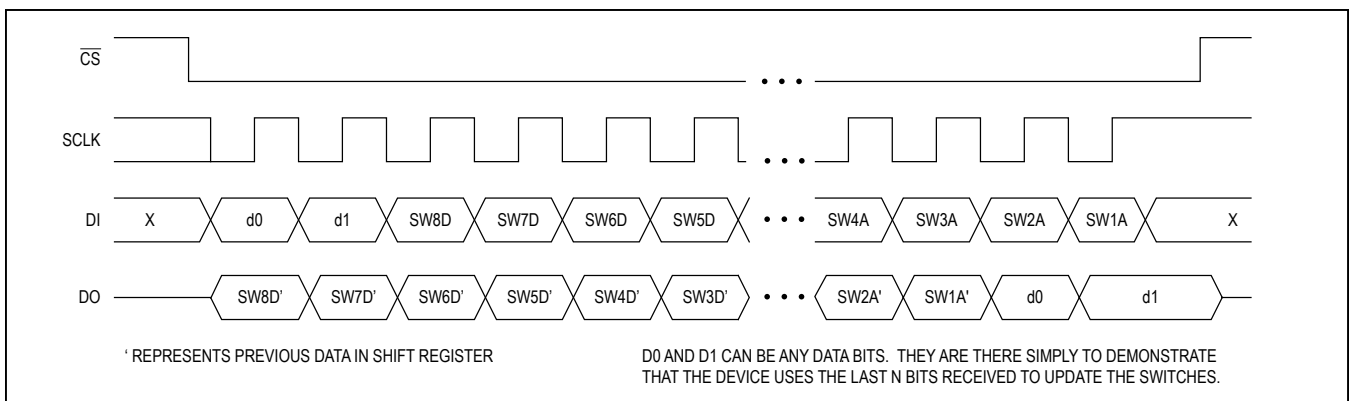 CS
SCLK
DI X d0 d1 SW8D SW7D SW6D SW5D • • • SW4A SW3A SW2A SW1A X
DO SW8D’ SW7D’ SW6D’ SW5D’ SW4D’ SW3D’ • • • SW2A' SW1A’ d0 d1
‘ REPRESENTS PREVIOUS DATA IN SHIFT REGISTER
D0 AND D1 CAN BE ANY DATA BITS. THEY ARE THERE SIMPLY TO DEMONSTRATE
THAT THE DEVICE USES THE LAST N BITS RECEIVED TO UPDATE THE SWITCHES.